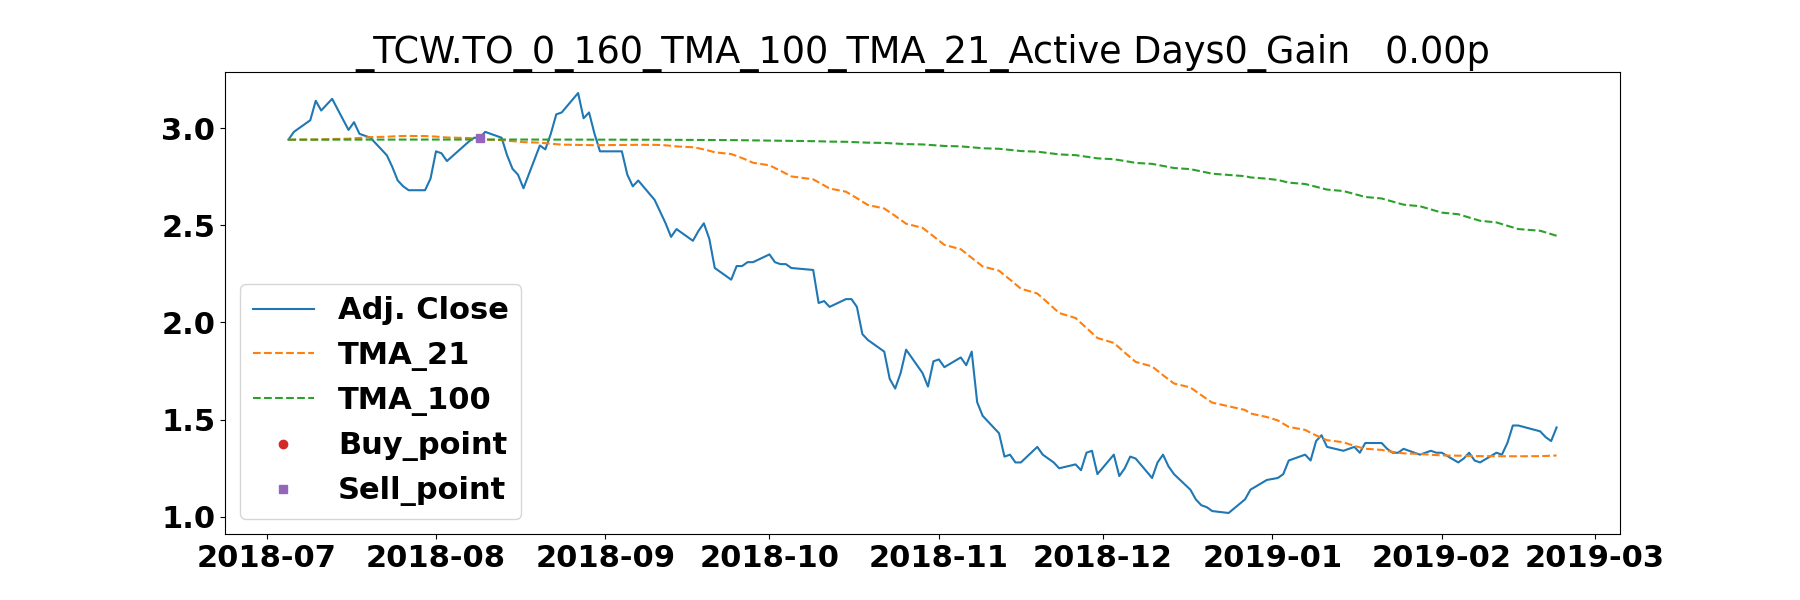 _TCW.TO_0_160_TMA_100_TMA_21_Active Days0_Gain   0.00p
3.0
2.5
2.0
1.5
1.0
Adj. Close
TMA_21
TMA_100
Buy_point
Sell_point
2018-07 2018-08 2018-09 2018-10 2018-11 2018-12 2019-01 2019-02 2019-03